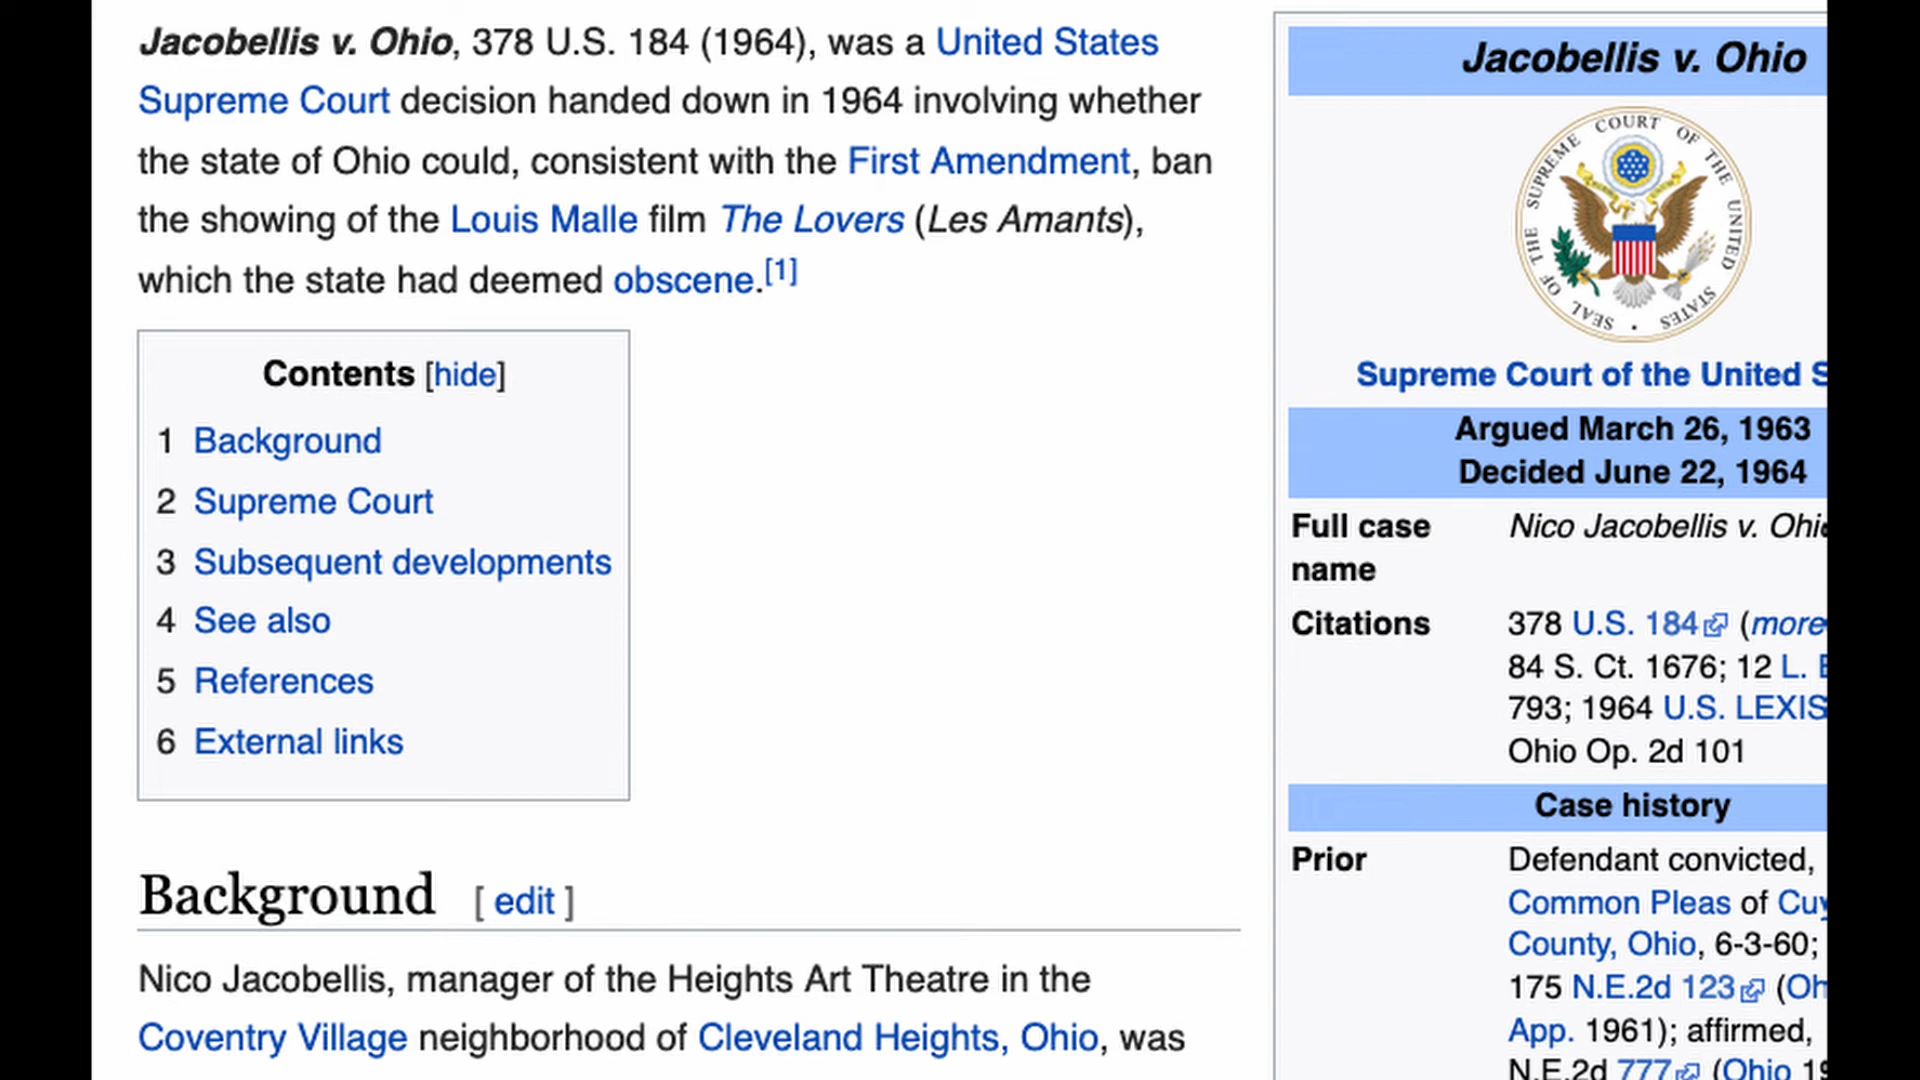 Jacobellis v. Ohio, 378 U.S. 184 (1964), was a United States
Supreme Court decision handed down in 1964 involving whether
the state of Ohio could, consistent with the First Amendment, ban
the showing of the Louis Malle film The Lovers (Les Amants),
which the state had deemed obscene.[1]
Contents [hide]
1 Background
2 Supreme Court
3 Subsequent developments
4 See also
5 References
6 External links
Background [ edit ]
Nico Jacobellis, manager of the Heights Art Theatre in the
Coventry Village neighborhood of Cleveland Heights, Ohio, was
Jacobellis v. Ohio
SEAL OF THE SUPREME COURT OF THE UNITED STATES
Supreme Court of the United
Argued March 26, 1963
Decided June 22, 1964
Full case
name
Nico Jacobellis v. Ohio
Citations
378 U.S. 184 (more
84 S. Ct. 1676; 12 L.
793; 1964 U.S. LEXIS
Ohio Op. 2d 101
Case history
Prior
Defendant convicted,
Common Pleas of
County, Ohio, 6-3-60;
175 N.E.2d 123 (Oh
App. 1961); affirmed,
N.E.2d 777 (Ohio